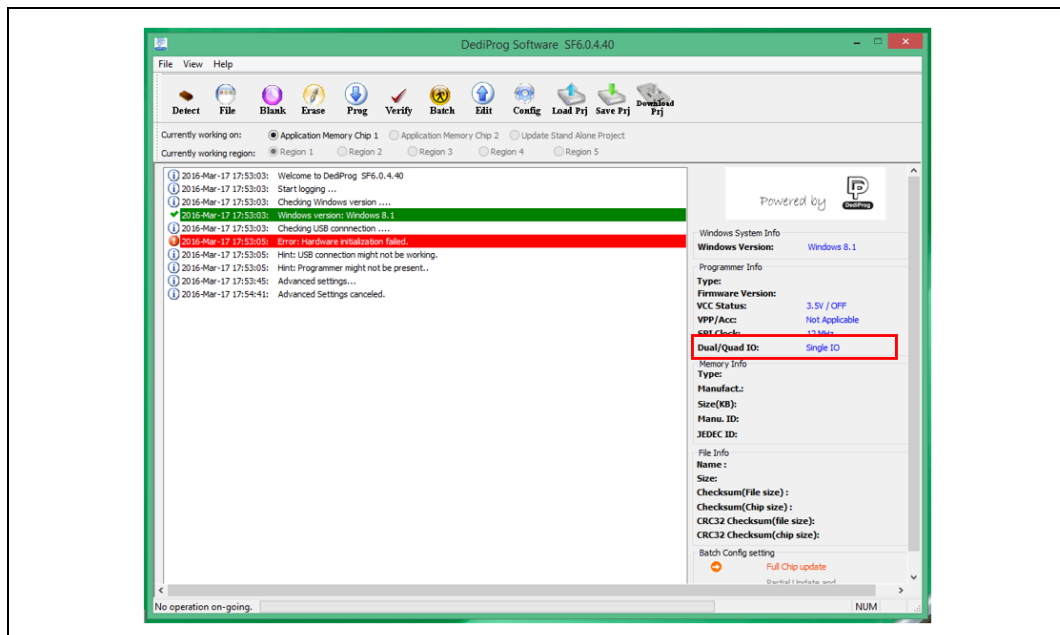 DediProg Software SF6.0.4.40
File View Help
Detect File Blank Erase Prog Verify Batch Edit Config Load Prj Save Prj Download Prj
Currently working on: Application Memory Chip 1 Application Memory Chip 2 Update Stand Alone Project
Currently working region: Region 1 Region 2 Region 3 Region 4 Region 5
2016-Mar-17 17:53:03: Welcome to DediProg SF6.0.4.40
2016-Mar-17 17:53:03: Start logging ...
2016-Mar-17 17:53:03: Checking Windows version ....
2016-Mar-17 17:53:03: Windows version: Windows 8.1
2016-Mar-17 17:53:03: Checking USB connnection ....
2016-Mar-17 17:53:05: Error: Hardware initialization failed.
2016-Mar-17 17:53:05: Hint: USB connection might not be working.
2016-Mar-17 17:53:05: Hint: Programmer might not be present..
2016-Mar-17 17:53:45: Advanced settings...
2016-Mar-17 17:54:41: Advanced Settings canceled.
Powered by DediProg
Windows System Info
Windows Version: Windows 8.1
Programmer Info
Type:
Firmware Version:
VCC Status: 3.5V / OFF
VPP/Acc: Not Applicable
SPI Clock: 12 MHz
Dual/Quad IO: Single IO
Memory Info
Type:
Manufact.:
Size(KB):
Manu. ID:
JEDEC ID:
File Info
Name :
Size:
Checksum(File size) :
Checksum(Chip size) :
CRC32 Checksum(file size):
CRC32 Checksum(chip size):
Batch Config setting
Full Chip update
Partial Update and
No operation on-going. NUM